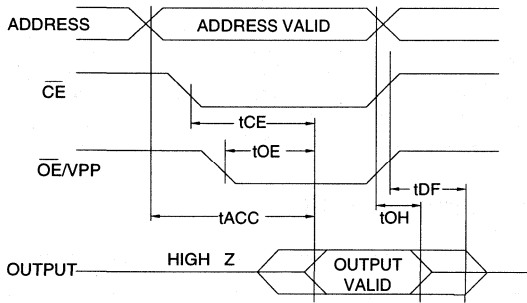 ADDRESS
ADDRESS VALID
CE
tCE
tOE
OE/VPP
tDF
tOH
tACC
HIGH Z
OUTPUT
OUTPUT
VALID